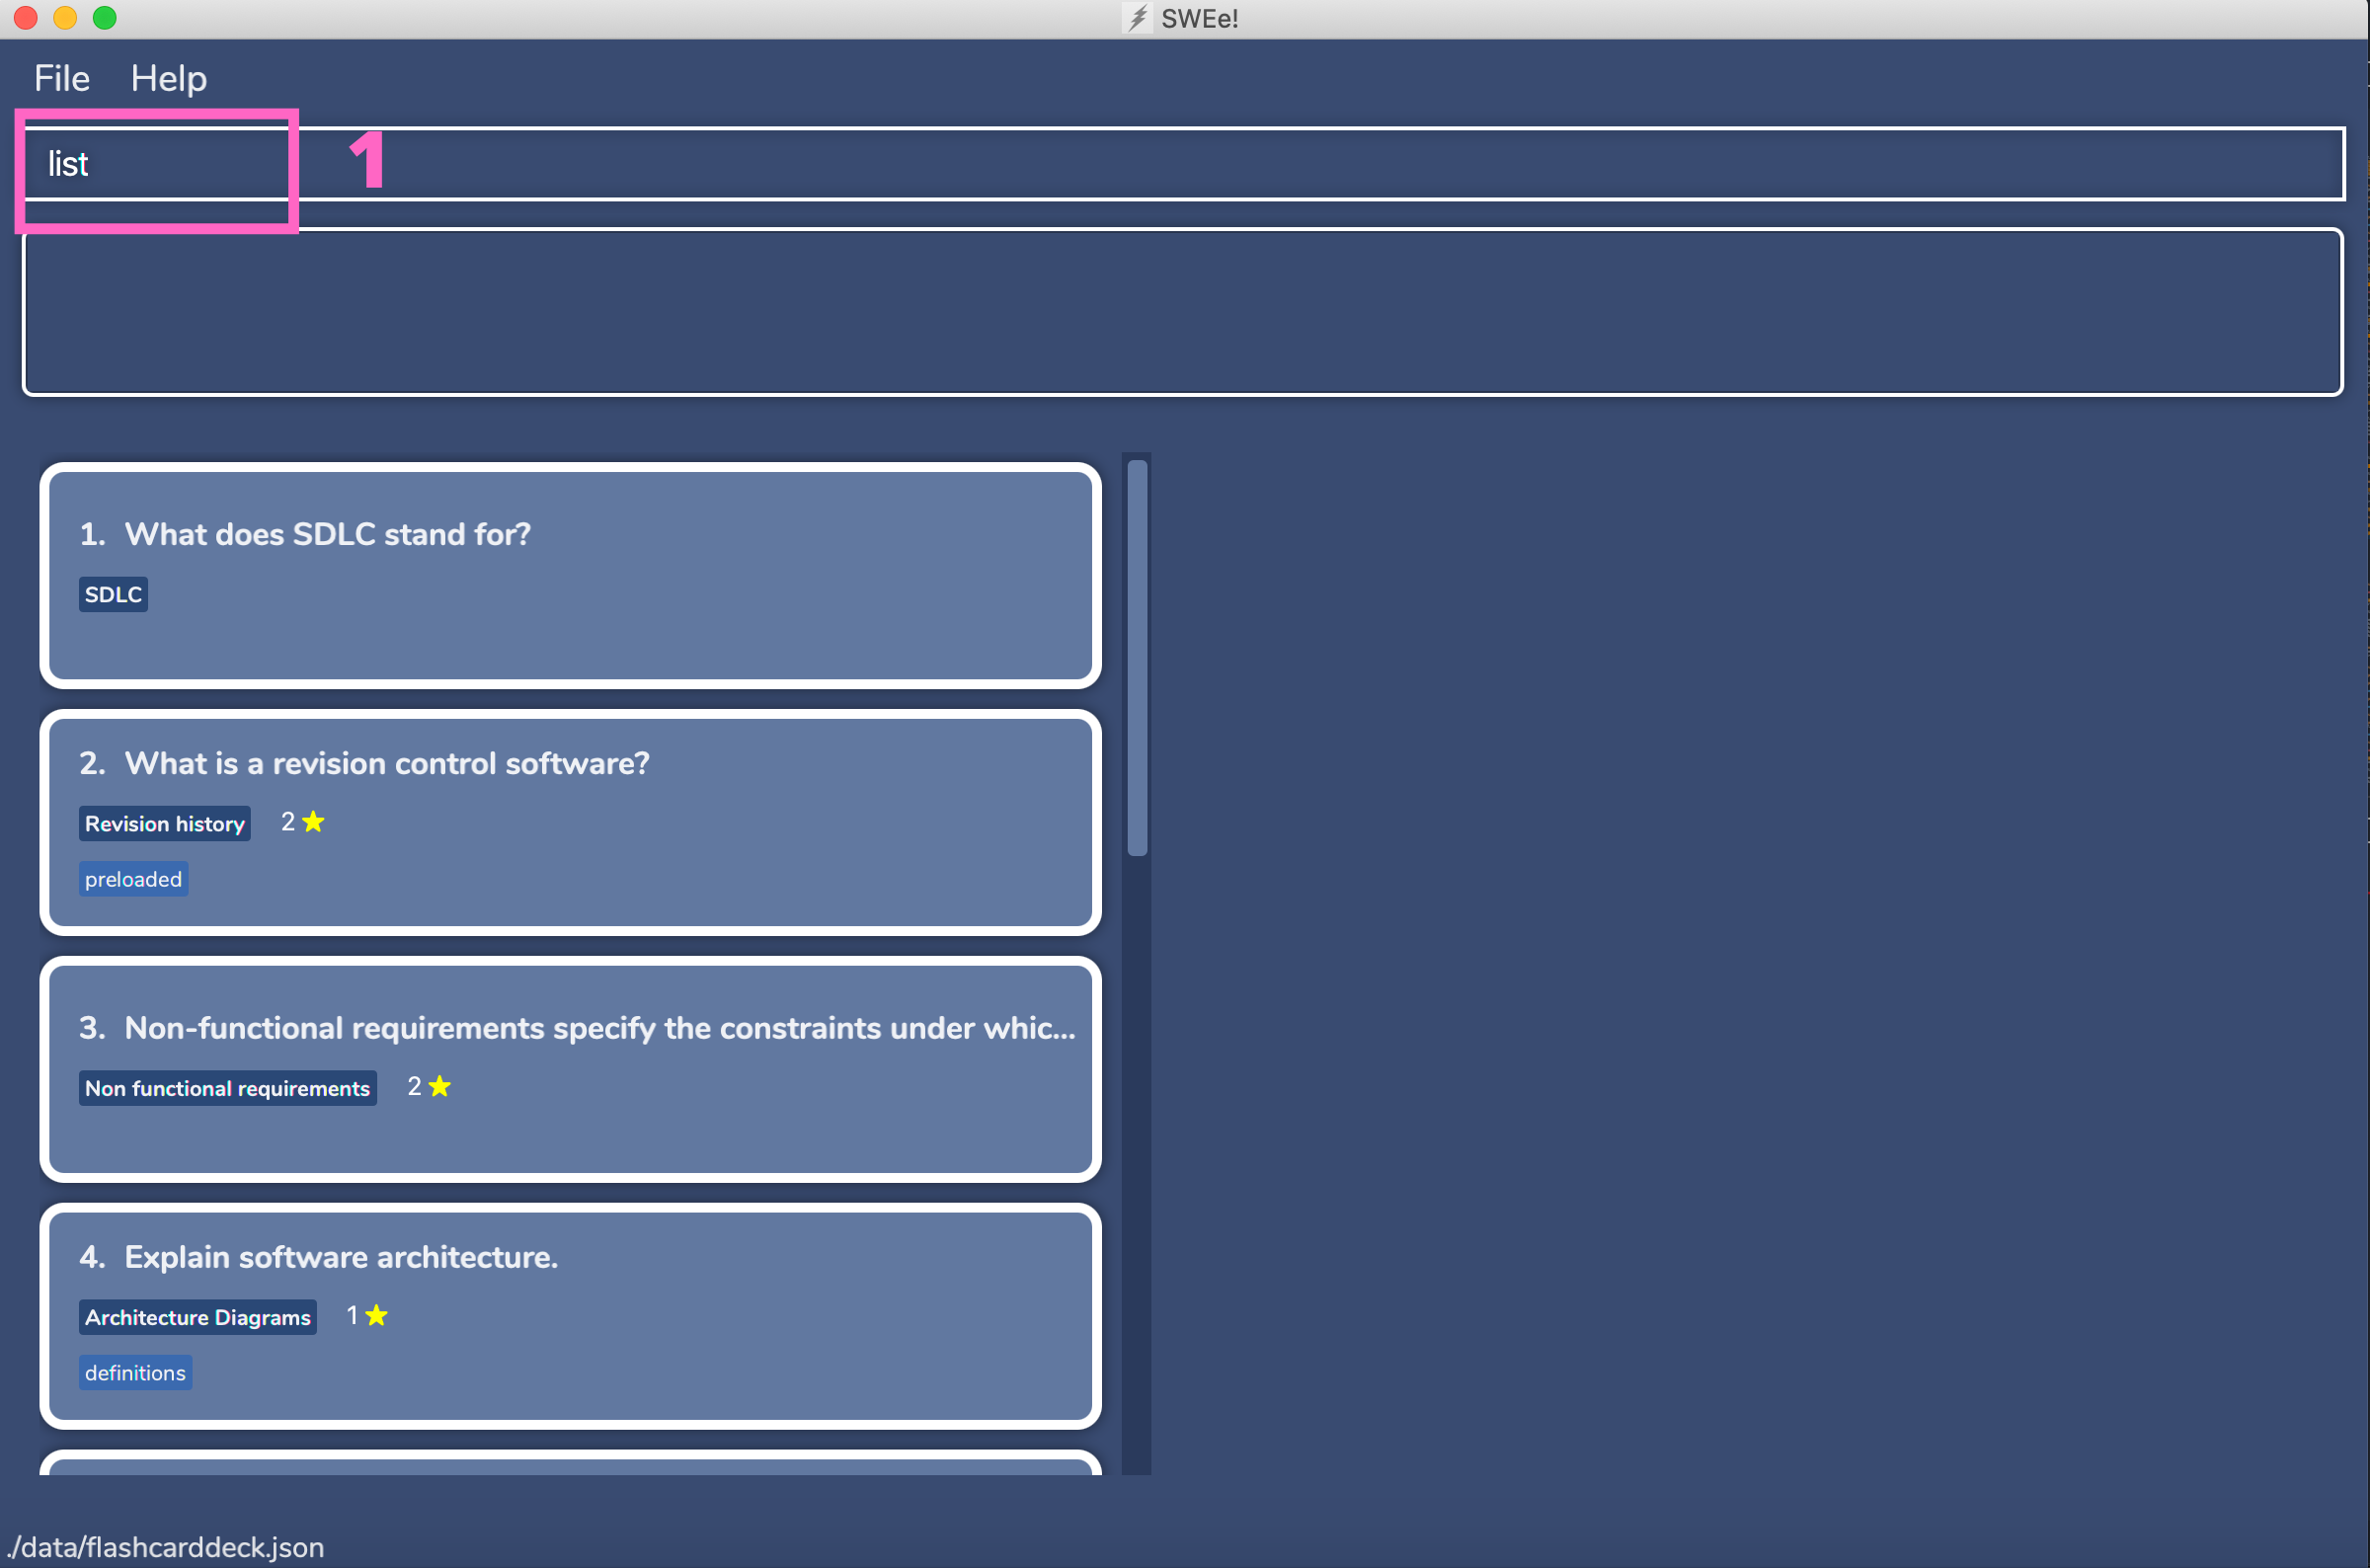 SWEe!
File Help
list
1
1. What does SDLC stand for?
SDLC
2. What is a revision control software?
Revision history 2
preloaded
3. Non-functional requirements specify the constraints under whic...
Non functional requirements 2
4. Explain software architecture.
Architecture Diagrams 1
definitions
./data/flashcarddeck.json